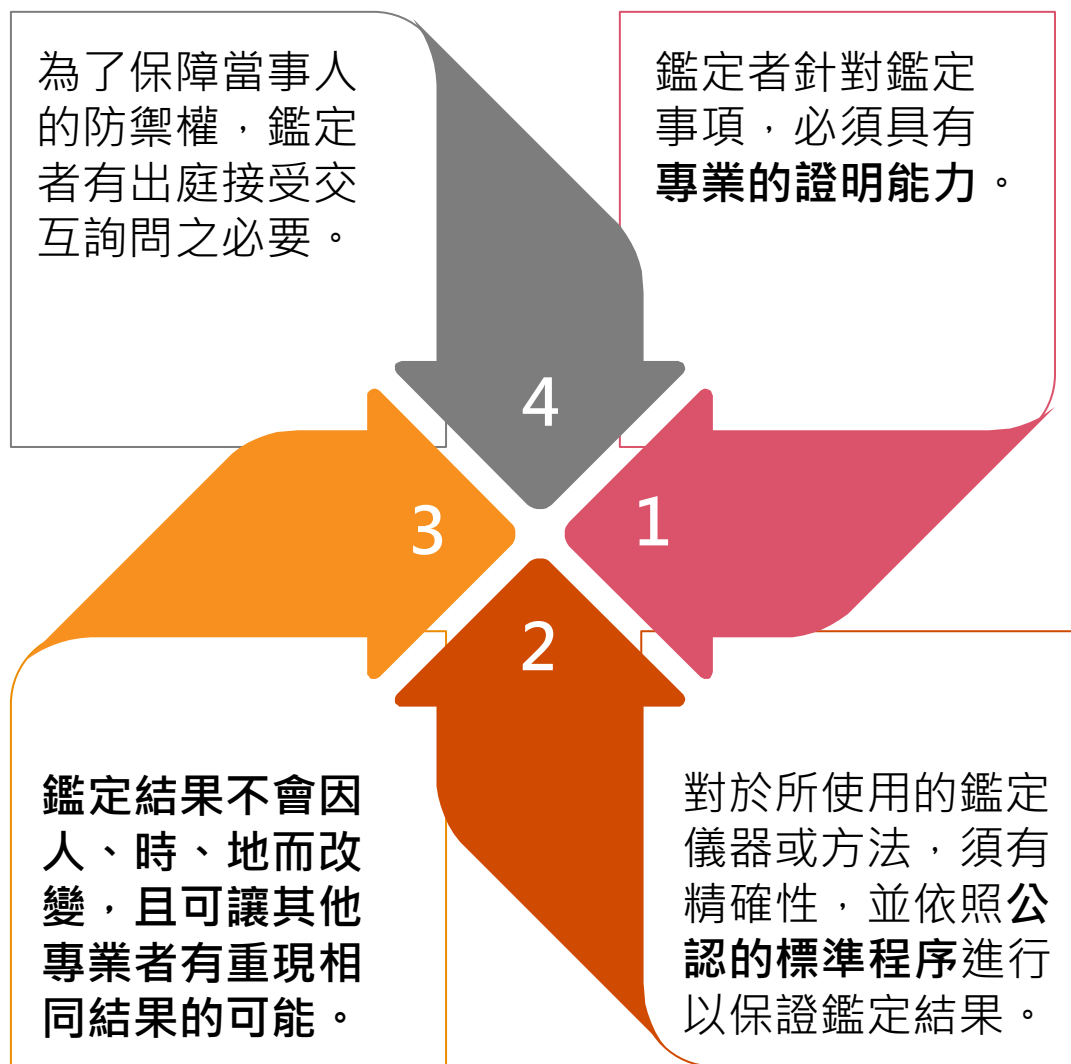 為了保障當事人
的防禦權，鑑定
者有出庭接受交
互詢問之必要。
鑑定者針對鑑定
事項，必須具有
專業的證明能力。
4
3
1
2
鑑定結果不會因
人、時、地而改
變，且可讓其他
專業者有重現相
同結果的可能。
對於所使用的鑑定
儀器或方法，須有
精確性，並依照公
認的標準程序進行
以保證鑑定結果。